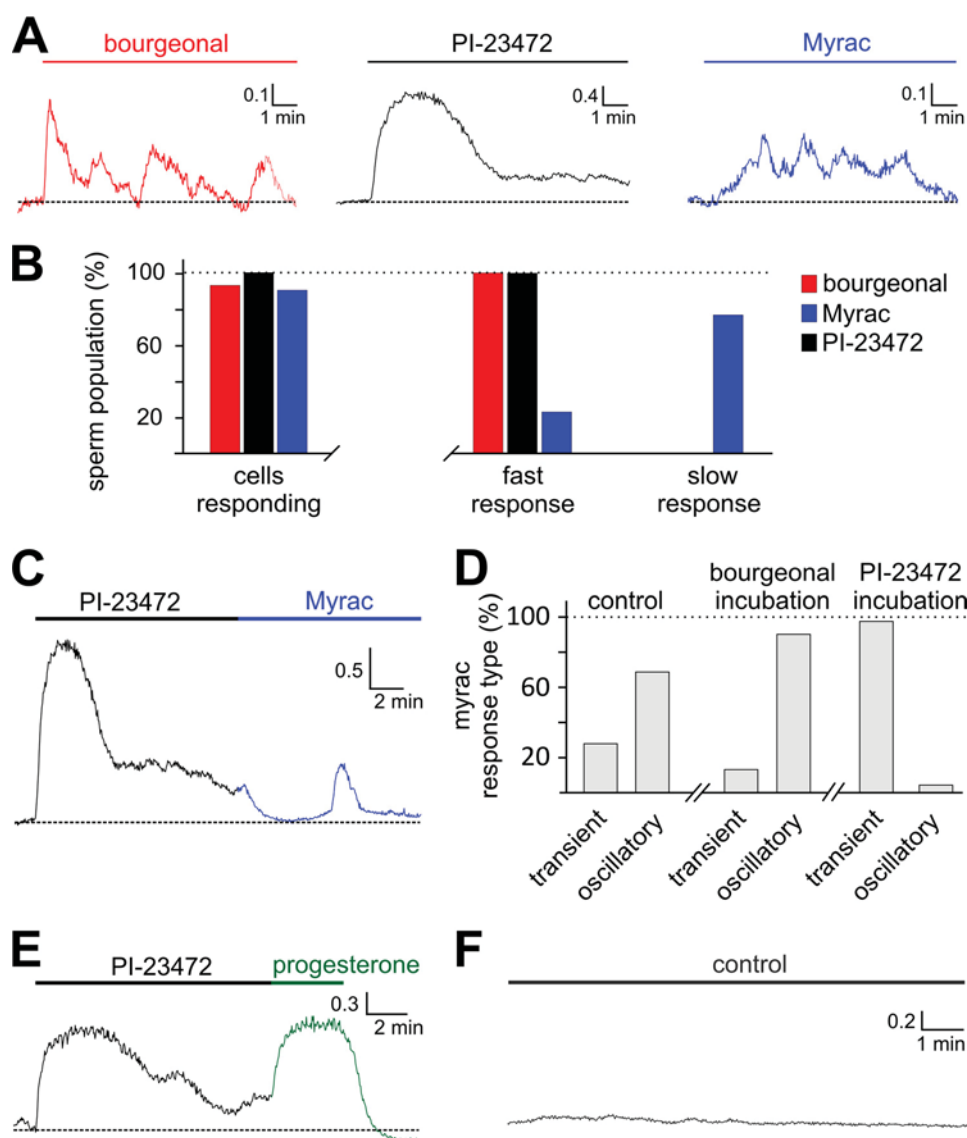 A
bourgeonal
PI-23472
Myrac
0.1
1 min
0.4
1 min
0.1
1 min
B
sperm population (%)
100
60
20
cells
responding
fast
response
slow
response
bourgeonal
Myrac
PI-23472
C
PI-23472
Myrac
0.5
2 min
D
myrac
response type (%)
control
bourgeonal
incubation
PI-23472
incubation
100
60
20
transient
oscillatory
transient
oscillatory
transient
oscillatory
E
PI-23472
progesterone
0.3
2 min
F
control
0.2
1 min